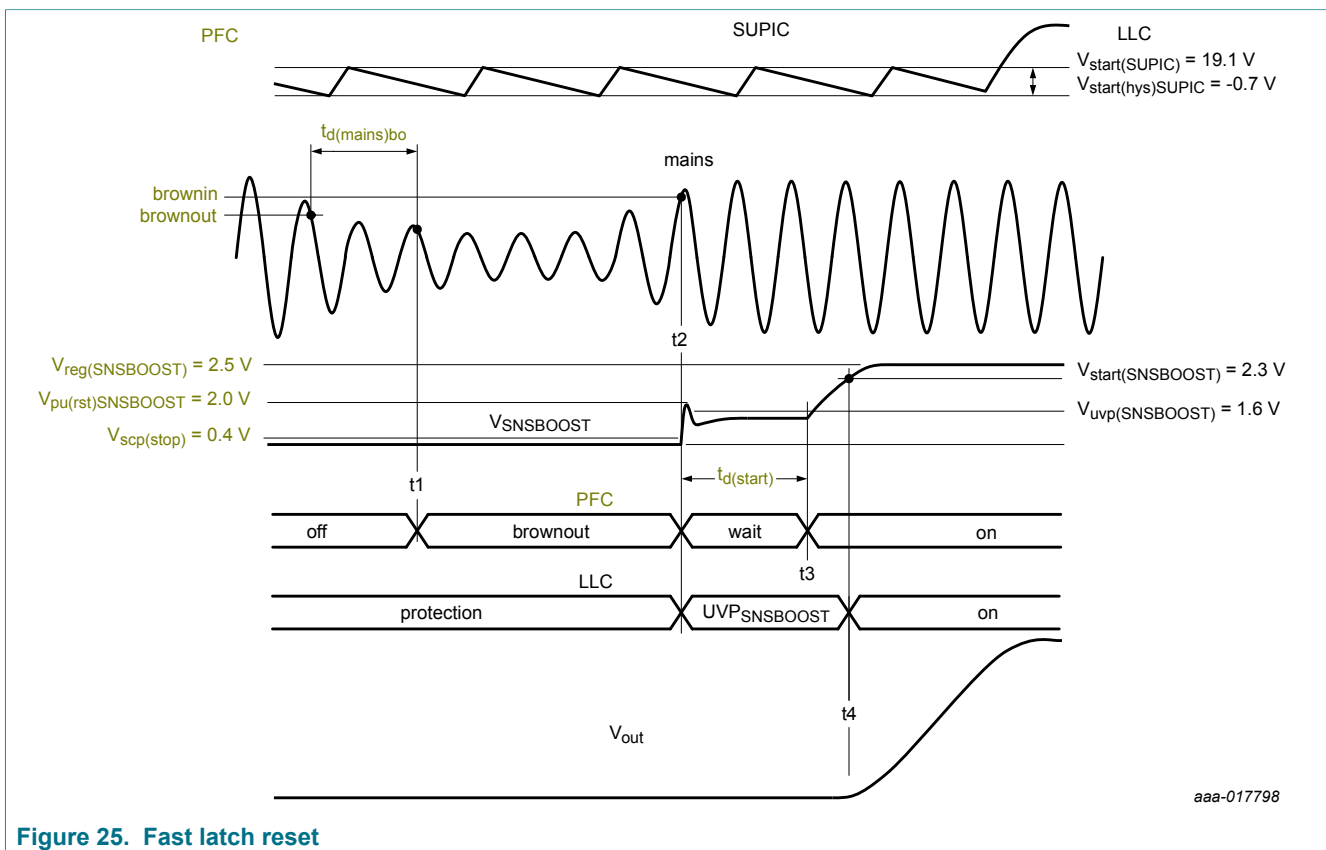 PFC
SUPIC
LLC
Vstart(SUPIC) = 19.1 V
Vstart(hys)SUPIC = -0.7 V
td(mains)bo
mains
brownin
brownout
t2
Vreg(SNSBOOST) = 2.5 V
Vstart(SNSBOOST) = 2.3 V
Vpu(rst)SNSBOOST = 2.0 V
Vuvp(SNSBOOST) = 1.6 V
VSNSBOOST
Vscp(stop) = 0.4 V
td(start)
t1
PFC
off
brownout
wait
on
t3
LLC
protection
UVPSNSBOOST
on
t4
Vout
aaa-017798
Figure 25. Fast latch reset